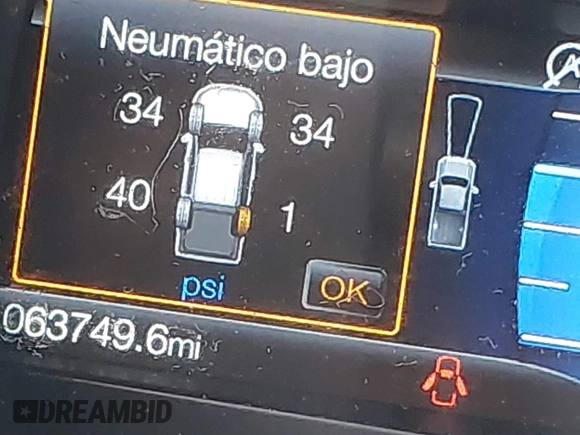 Neumático bajo
34 34
40 1
psi OK
063749.6mi
DREAMBID